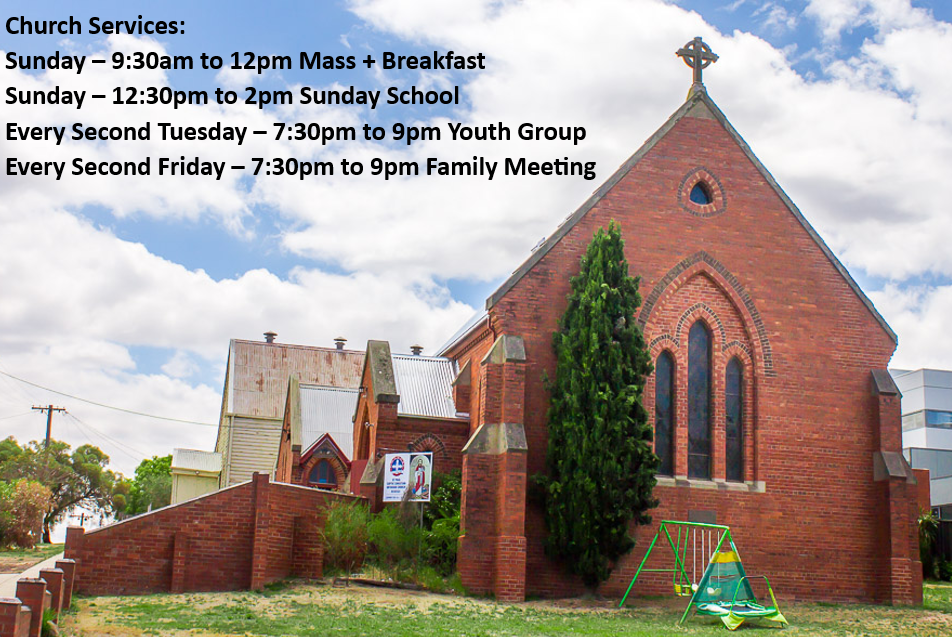 Church Services:
Sunday – 9:30am to 12pm Mass + Breakfast
Sunday – 12:30pm to 2pm Sunday School
Every Second Tuesday – 7:30pm to 9pm Youth Group
Every Second Friday – 7:30pm to 9pm Family Meeting